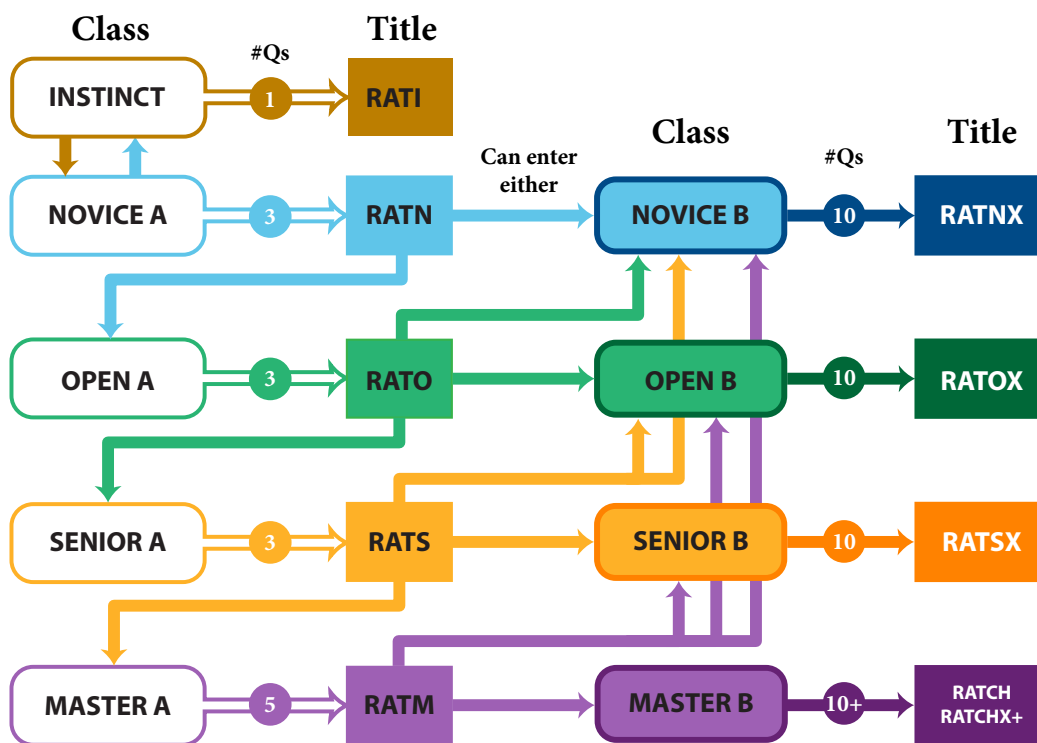 Class
#Qs
Title
INSTINCT
1
RATI
Class
#Qs
Title
Can enter
either
NOVICE A
3
RATN
NOVICE B
10
RATNX
OPEN A
3
RATO
OPEN B
10
RATOX
SENIOR A
3
RATS
SENIOR B
10
RATSX
MASTER A
5
RATM
MASTER B
10+
RATCH
RATCHX+